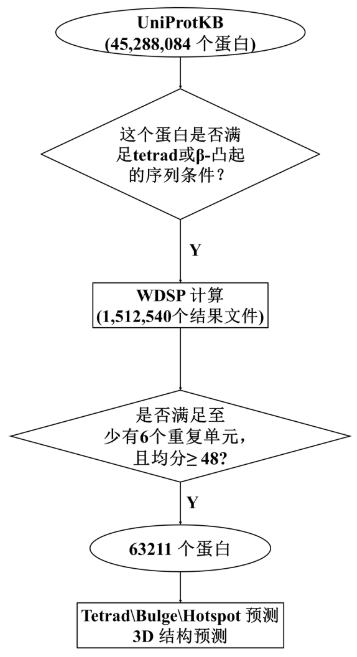 UniProtKB
(45,288,084 个蛋白)
这个蛋白是否满
足tetrad或β-凸起
的序列条件？
Y
WDSP 计算
(1,512,540个结果文件)
是否满足至
少有6个重复单元，
且均分≥ 48?
Y
63211 个蛋白
Tetrad\Bulge\Hotspot 预测
3D 结构预测